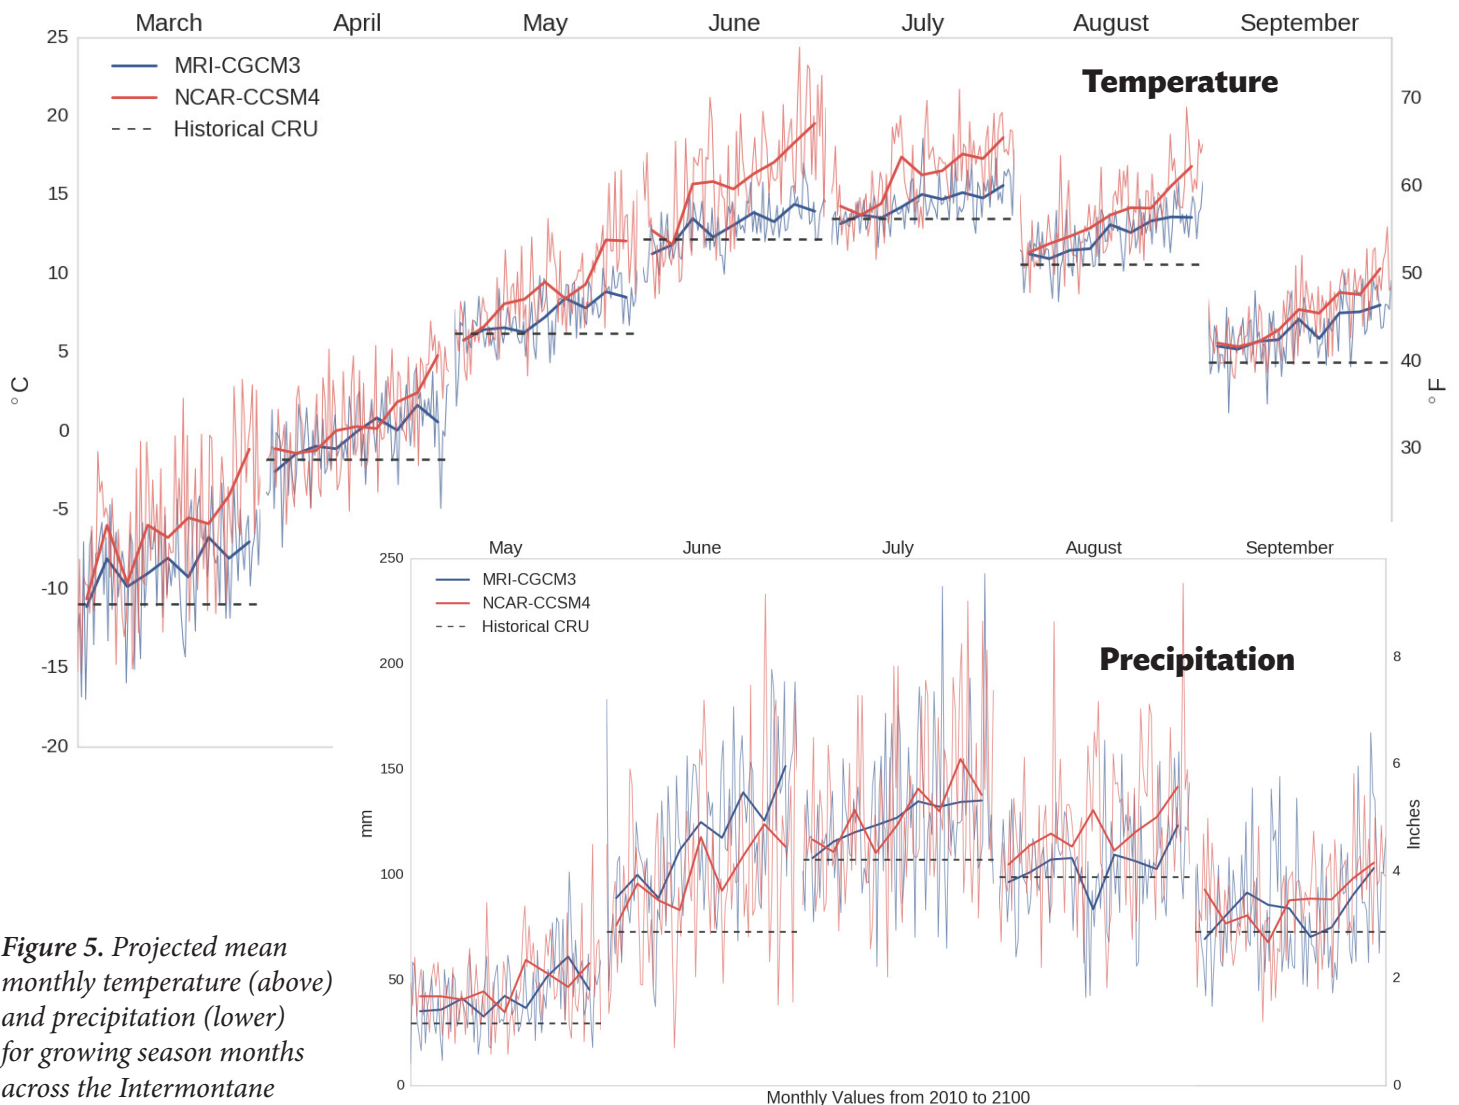 March April May June July August September
25
20
15
10
5
0
-5
-10
-15
-20
°C
MRI-CGCM3
NCAR-CCSM4
Historical CRU
Temperature
70
60
50
40
30
°F
May June July August September
250
200
150
100
50
0
mm
MRI-CGCM3
NCAR-CCSM4
Historical CRU
Precipitation
8
6
4
2
0
Inches
Monthly Values from 2010 to 2100
Figure 5. Projected mean
monthly temperature (above)
and precipitation (lower)
for growing season months
across the Intermontane